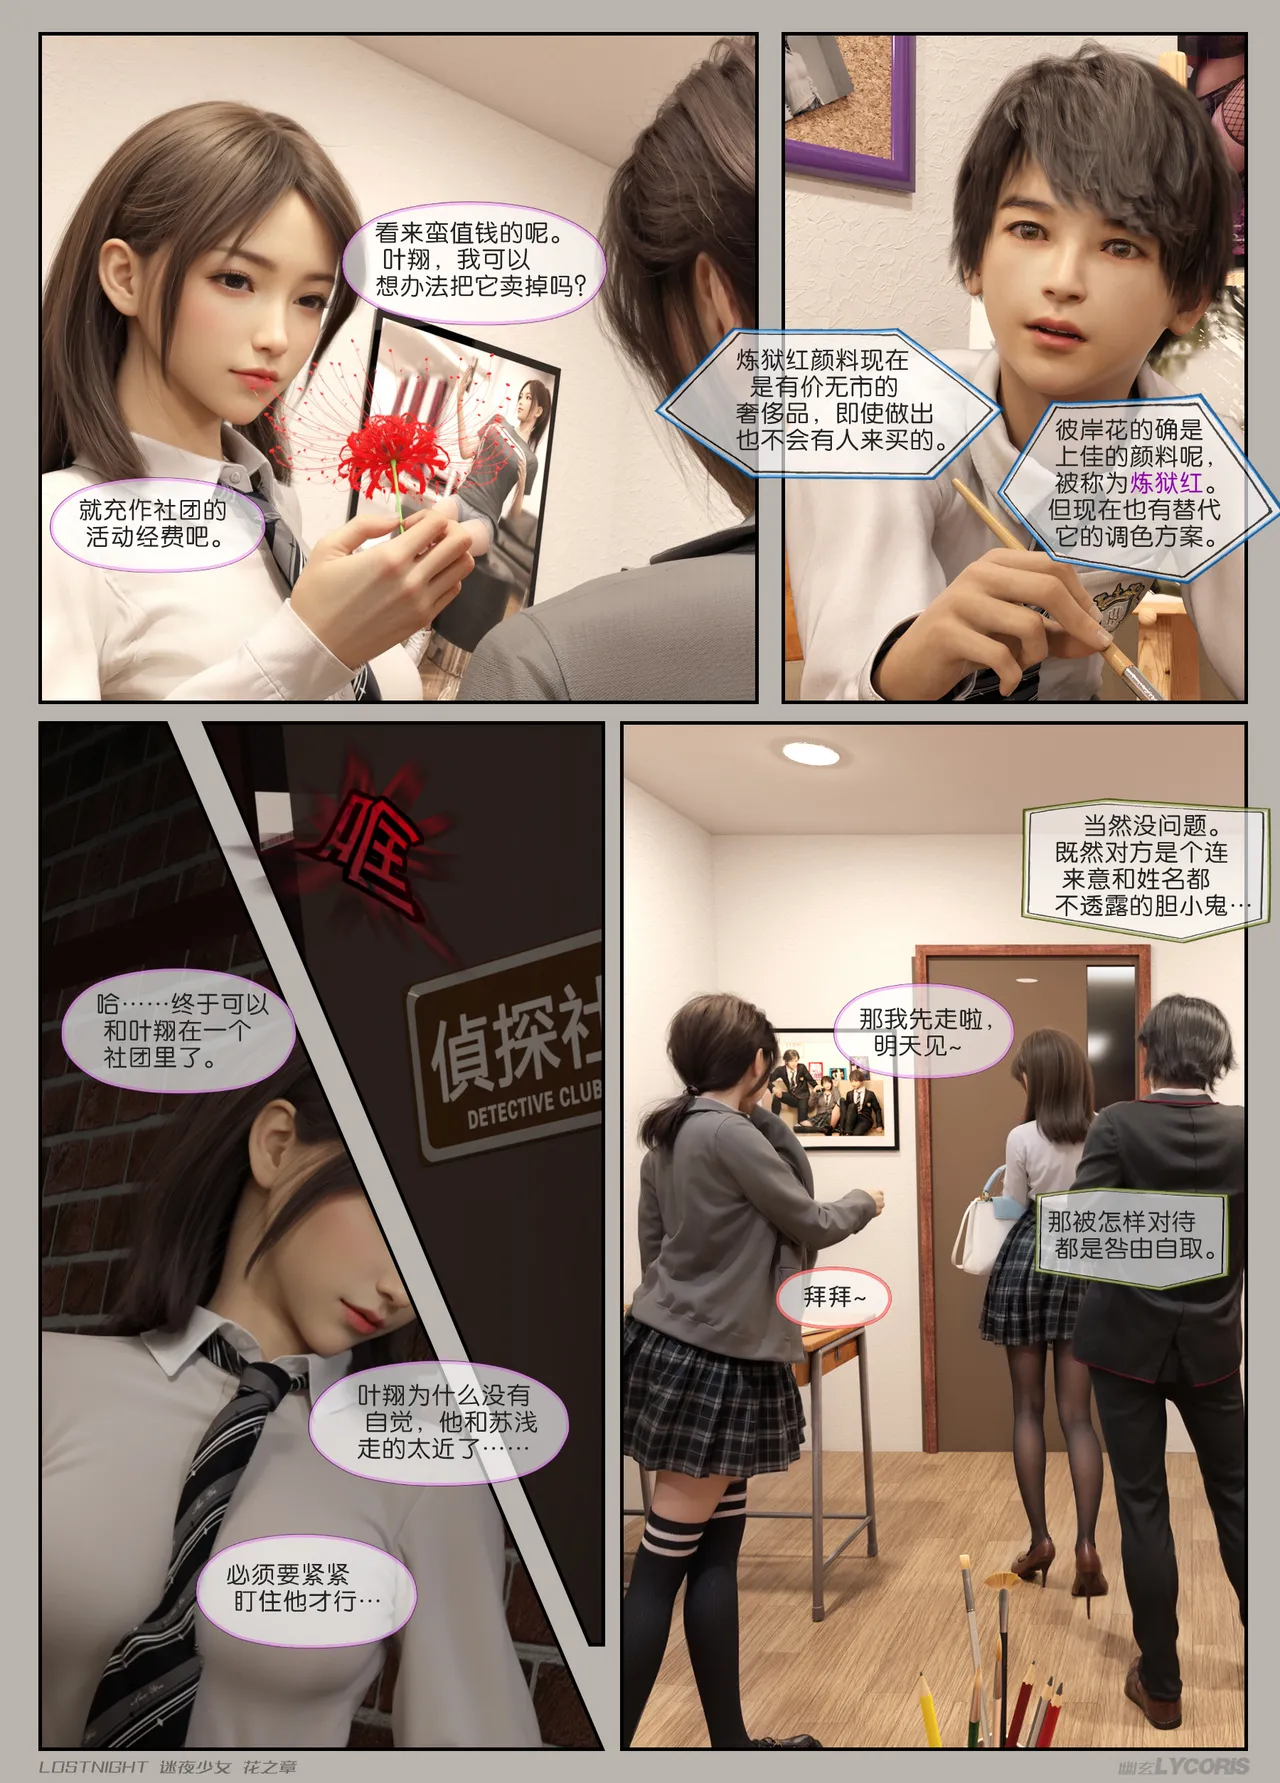 看来蛮值钱的呢。
叶翔，我可以
想办法把它卖掉吗？
就充作社团的
活动经费吧。
彼岸花的确是
上佳的颜料呢，
被称为炼狱红。
但现在也有替代
它的调色方案。
炼狱红颜料现在
是有价无市的
奢侈品，即使做出
也不会有人来买的。
当然没问题。
既然对方是个连
来意和姓名都
不透露的胆小鬼…
那被怎样对待
都是咎由自取。
那我先走啦，
明天见~
拜拜~
偵探社
DETECTIVE CLUB
哈……终于可以
和叶翔在一个
社团里了。
叶翔为什么没有
自觉，他和苏浅
走的太近了……
必须要紧紧
盯住他才行…
LOSTNIGHT 迷夜少女 花之章
幽玄LYCORIS